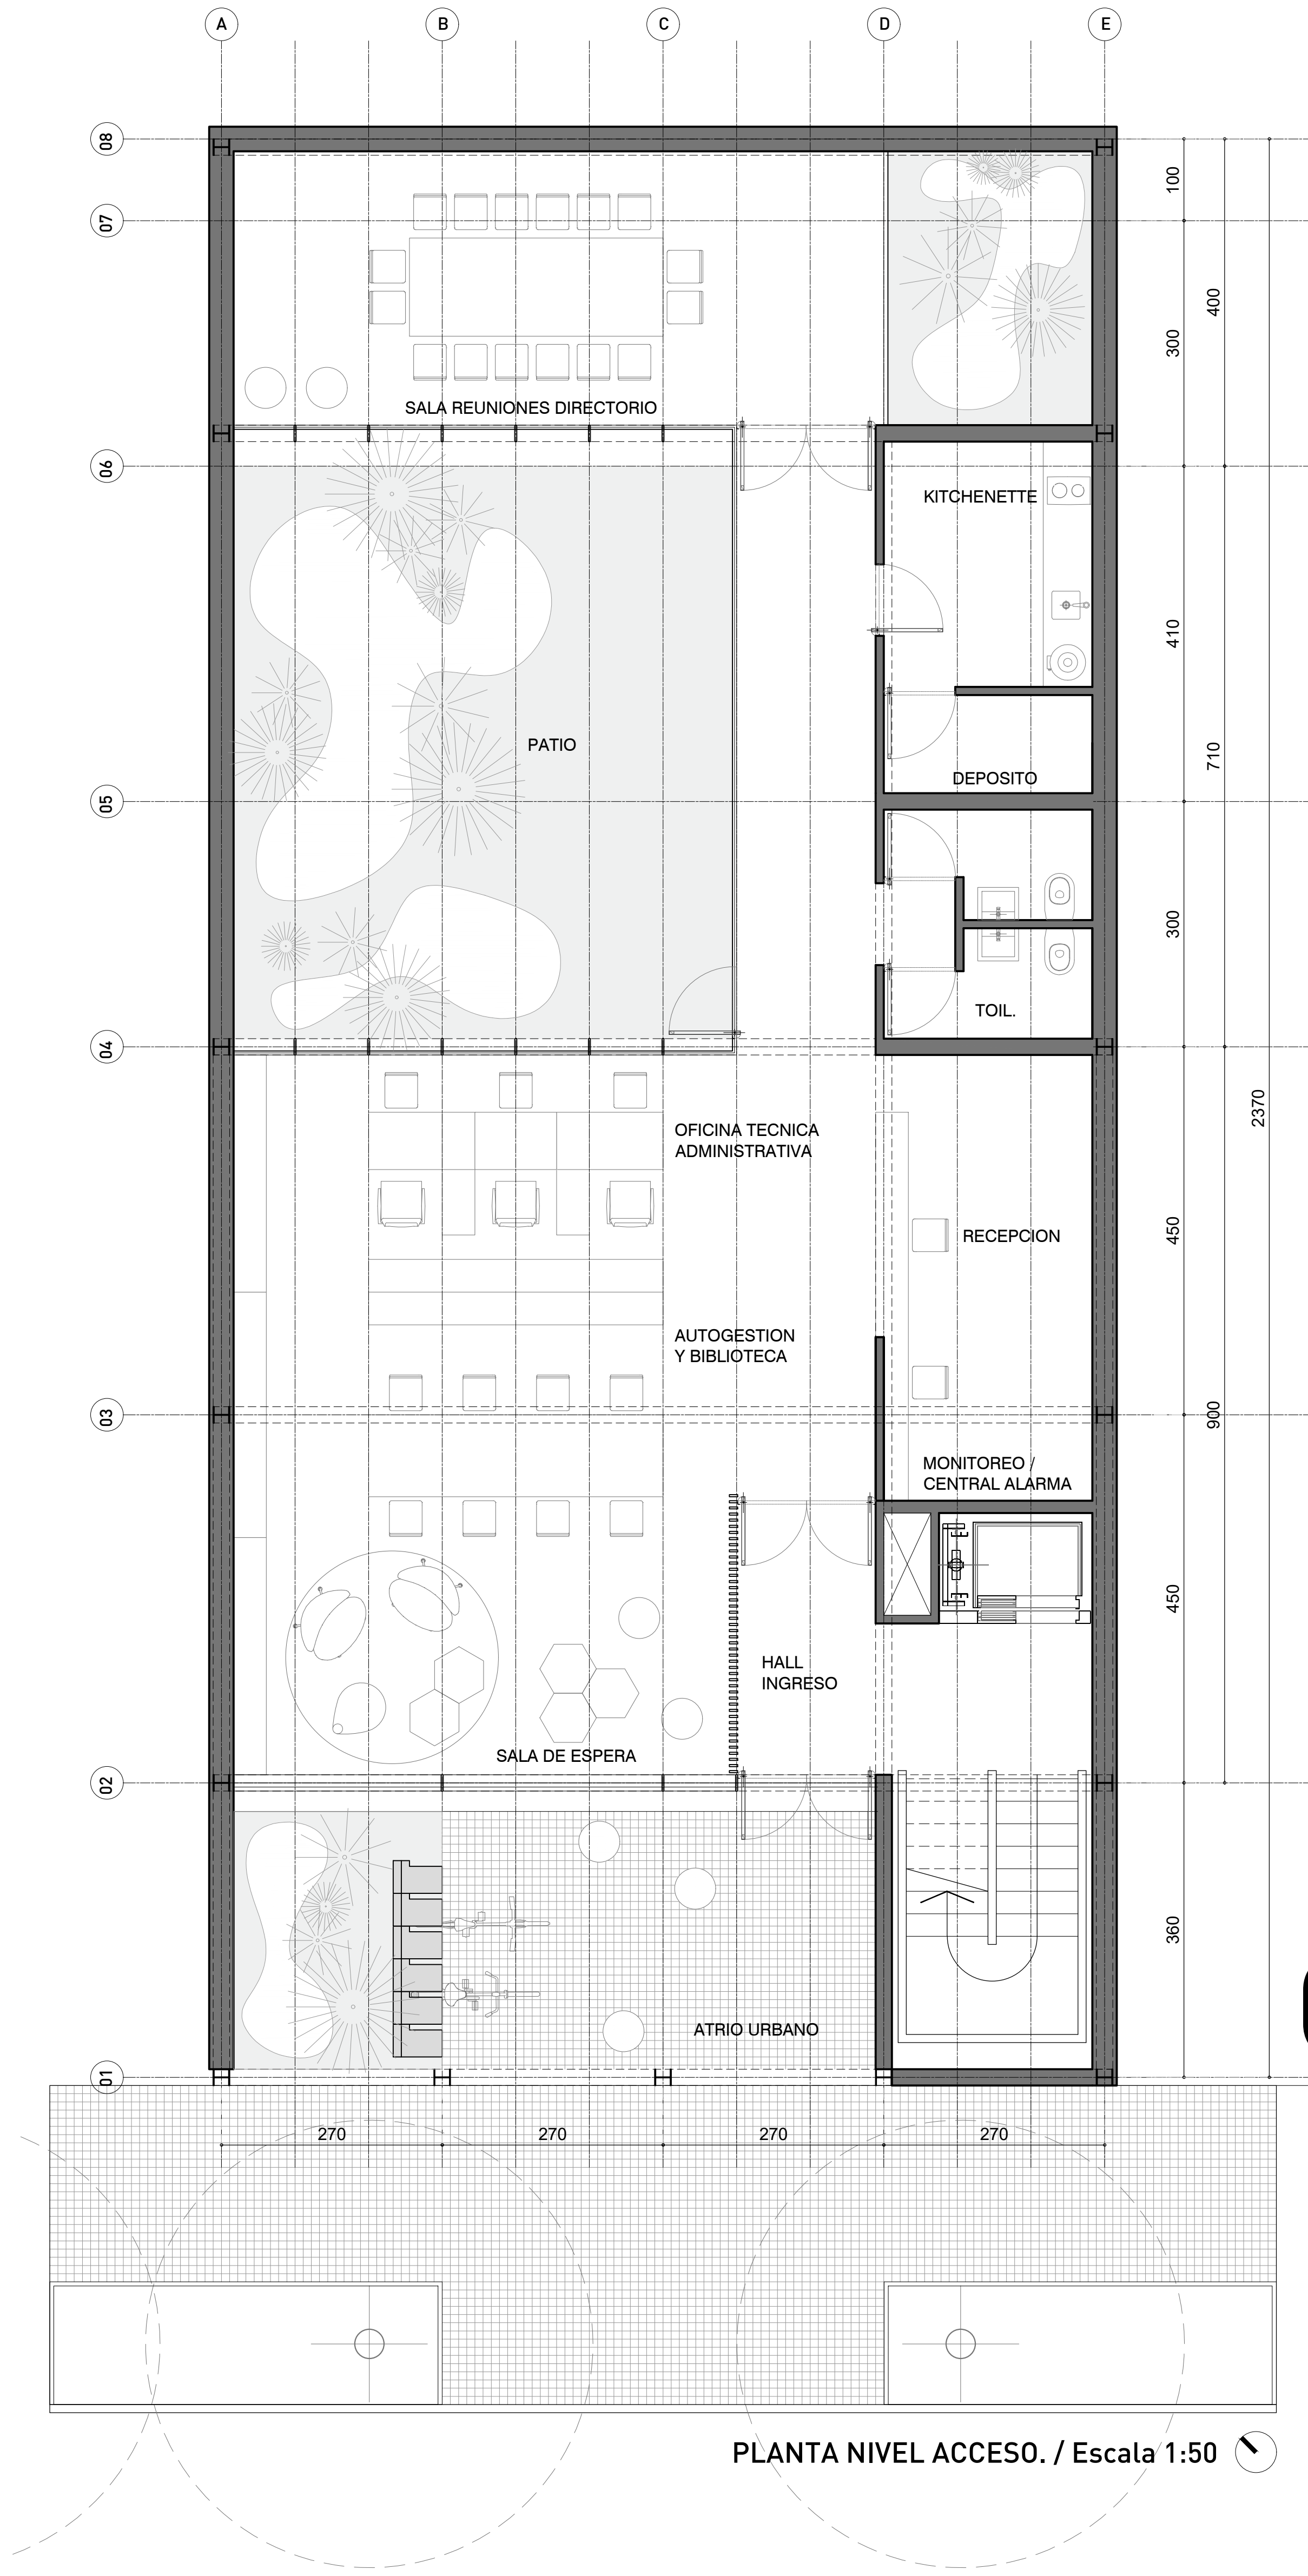 A B C D E
08
100
07
400
300
SALA REUNIONES DIRECTORIO
06
KITCHENETTE
410
PATIO
710
DEPOSITO
05
300
TOIL.
04
2370
OFICINA TECNICA
ADMINISTRATIVA
450
RECEPCION
AUTOGESTION
Y BIBLIOTECA
03
900
MONITOREO /
CENTRAL ALARMA
450
HALL
INGRESO
SALA DE ESPERA
02
360
ATRIO URBANO
01
270 270 270 270
PLANTA NIVEL ACCESO. / Escala 1:50